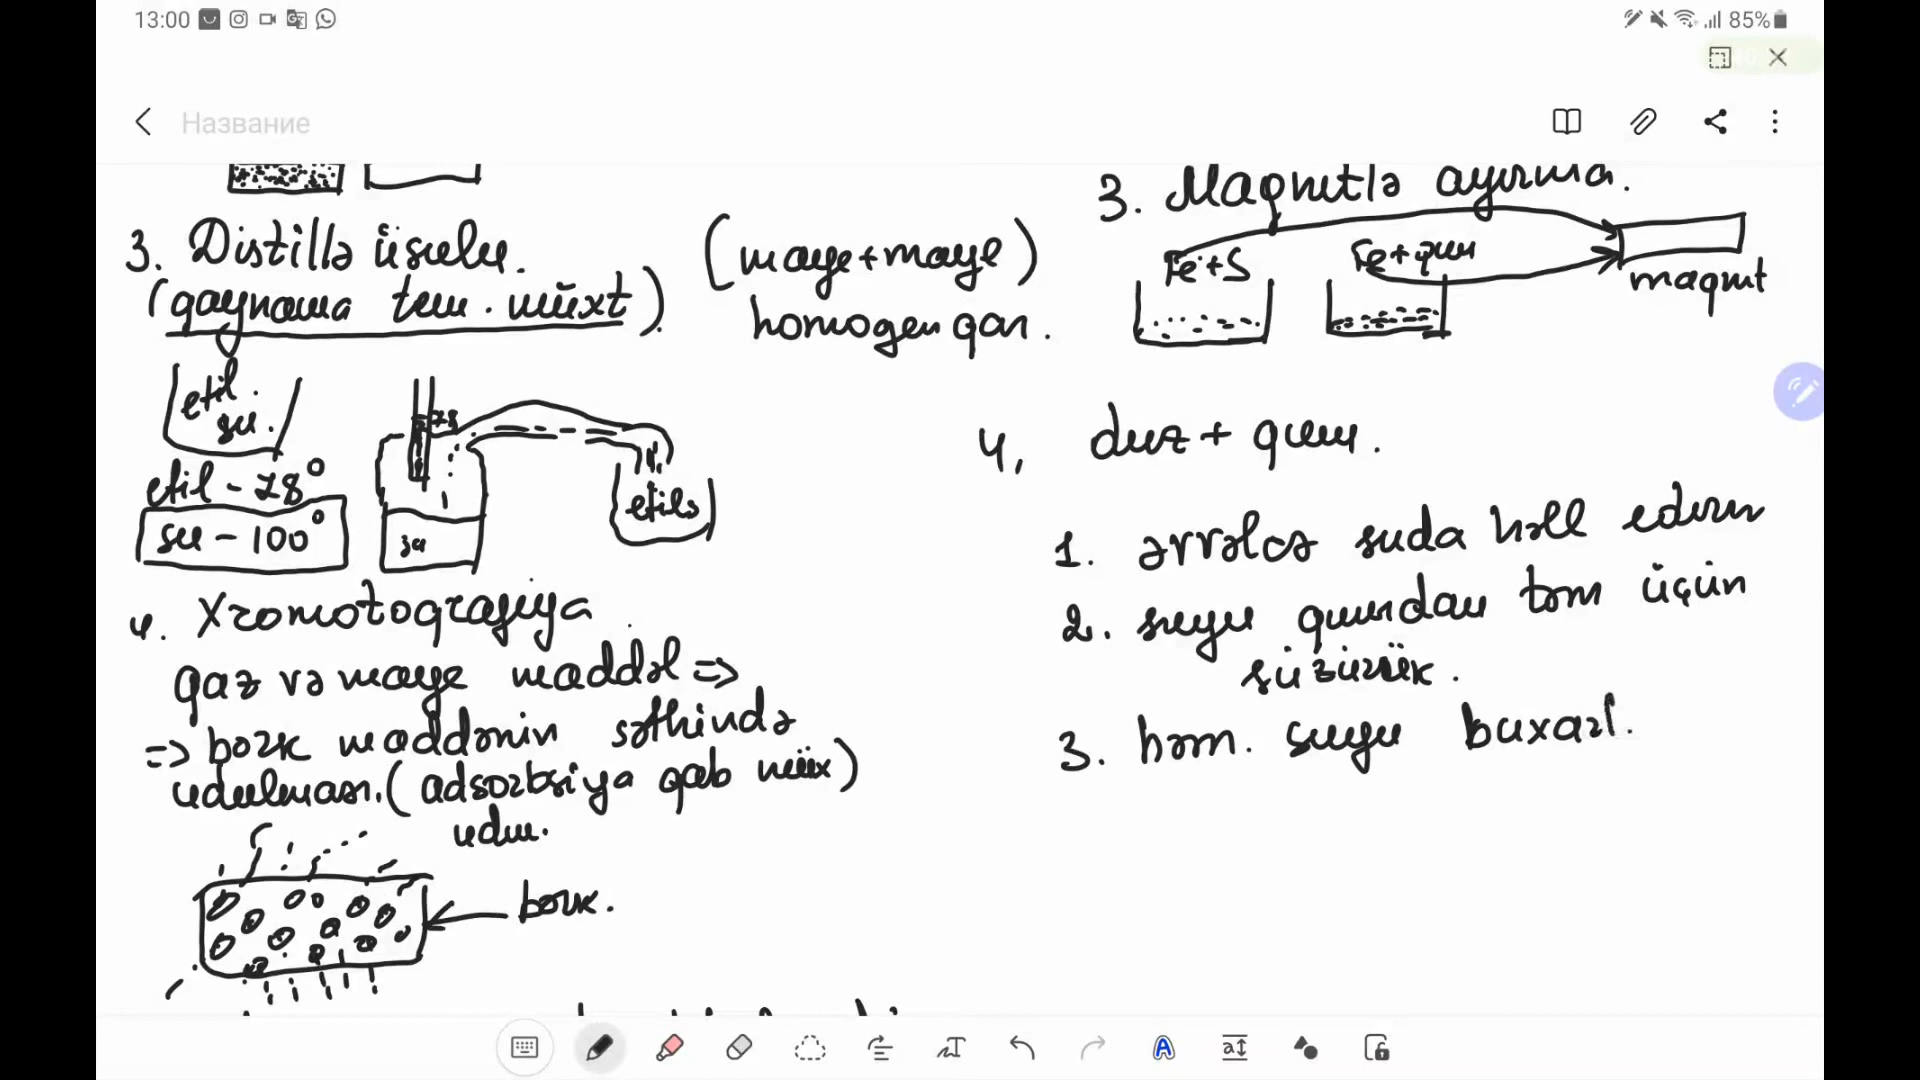 13:00
85%
Название
3. Distillə üsulu.
(qaynama tem. müxt)
(maye+maye)
homogen qarı.
etil.
su.
etil - 78°
su - 100°
78
su
etils
4. Xromotoqrafiya
qaz və maye maddəl =>
=> bərk maddənin səthində
udulması. (adsorbsiya qab müx)
udu.
bərk.
3. Maqnitlə ayırma.
Fe+S
Fe+qum
maqnit
4, duz + qum.
1. əvvəlcə suda həll edirik
2. suyu qumdan təm üçün
süzürük.
3. həm. suyu buxarl.